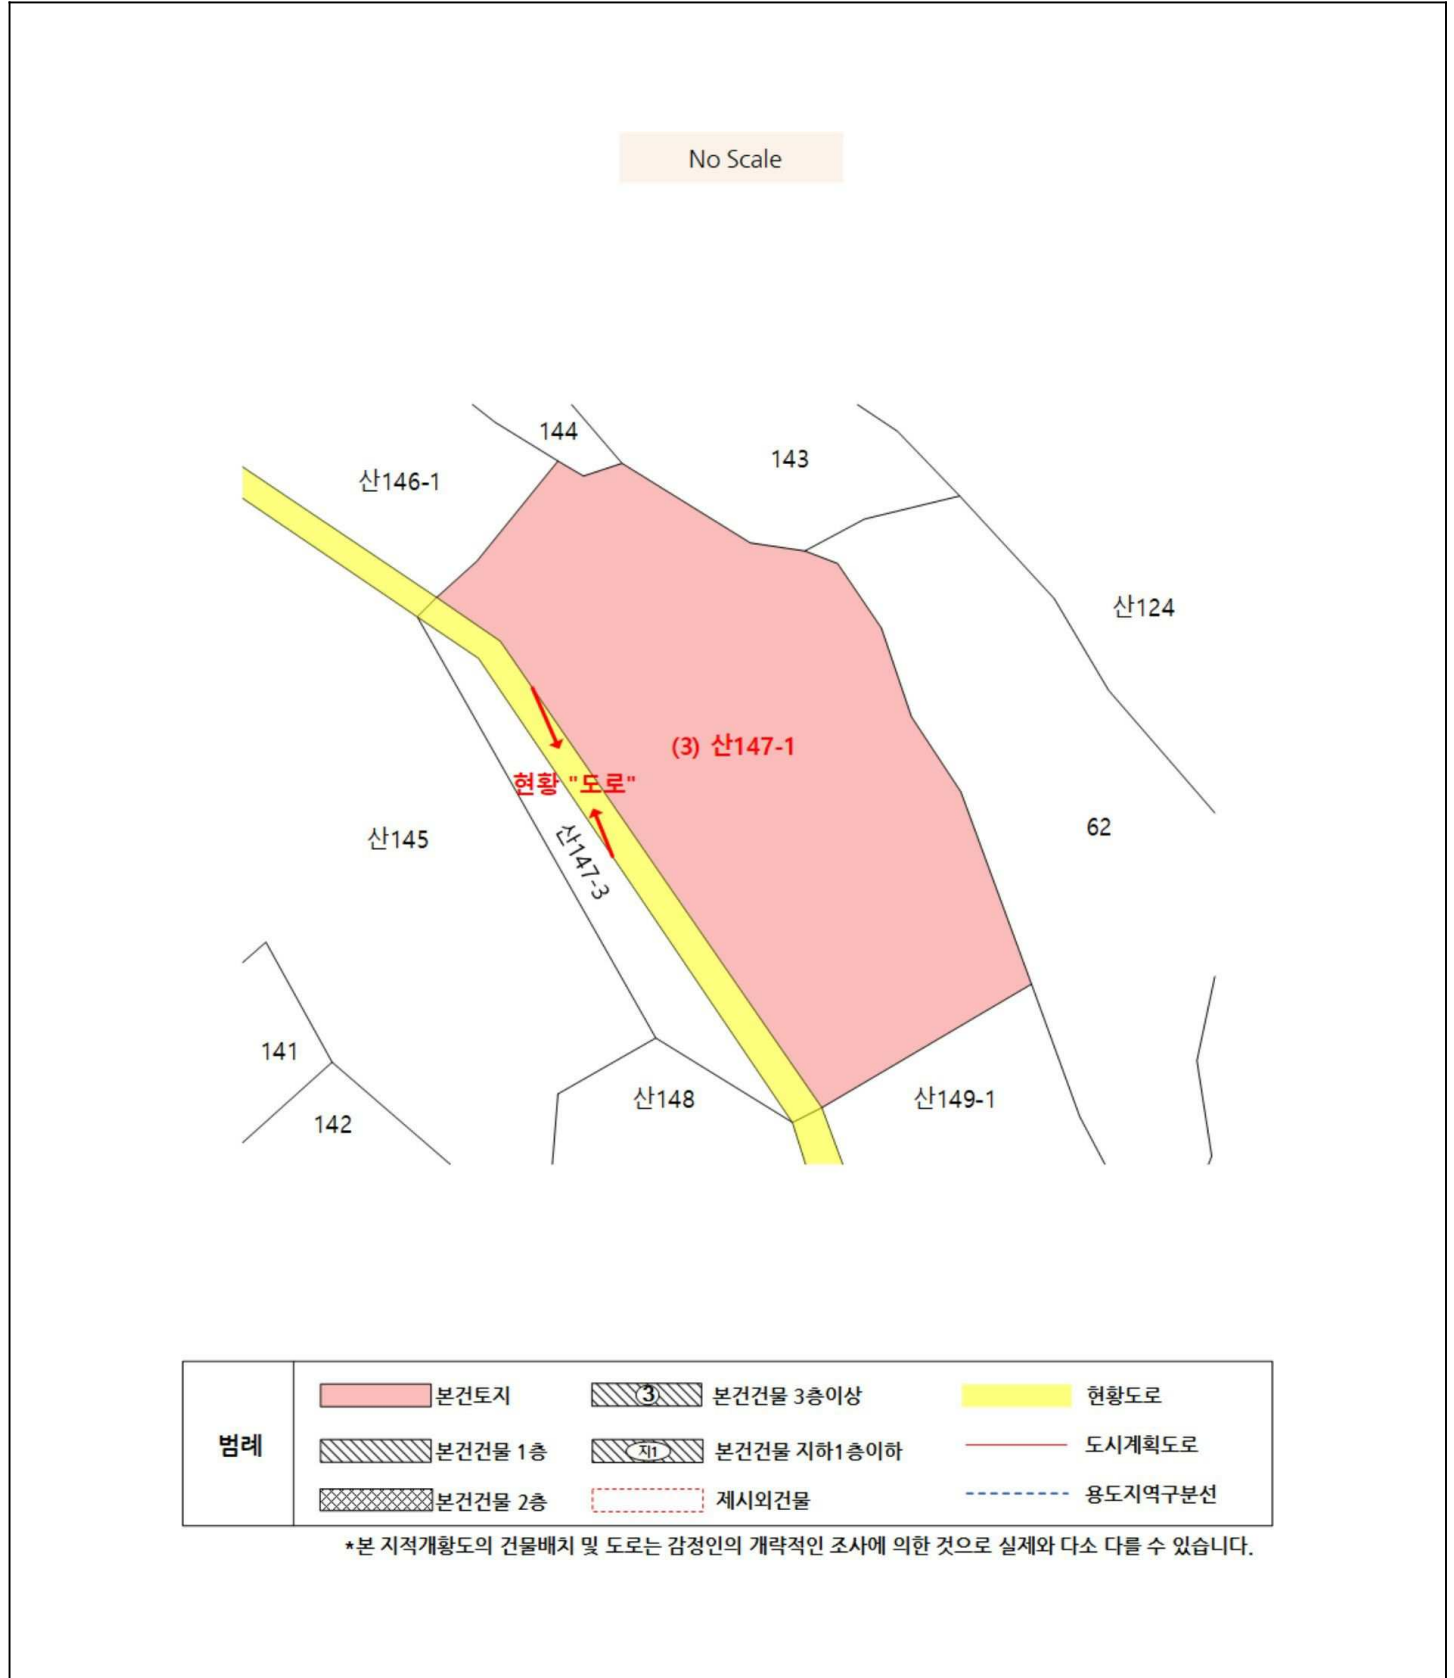 No Scale
144
143
산146-1
산124
(3) 산147-1
현황 "도로"
62
산145
산147-3
141
산148
산149-1
142
범례
본건토지
3
본건건물 3층이상
현황도로
본건건물 1층
지1
본건건물 지하1층이하
도시계획도로
본건건물 2층
제시외건물
용도지역구분선
*본 지적개황도의 건물배치 및 도로는 감정인의 개략적인 조사에 의한 것으로 실제와 다소 다를 수 있습니다.